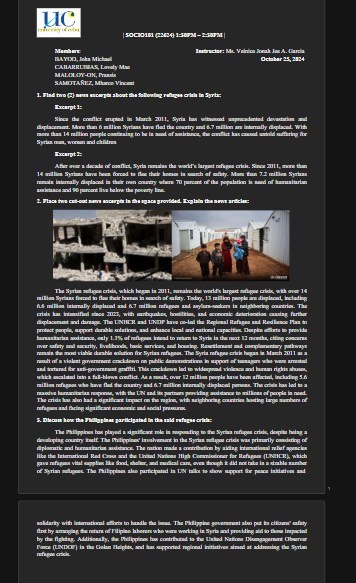 UC
University of Cebu
| SOCIO101 (22624) 1:30PM – 2:30PM |
Members:
Instructor: Ms. Vainice Jonak Jee A. Garcia
BAYOD, John Michael
October 25, 2024
CABARRUBIAS, Lovely Mae
MALOLOY-ON, Francis
SAMOTAÑEZ, Mharco Vincent
1. Find two (2) news excerpts about the following refugee crisis in Syria:
Excerpt 1:
Since the conflict erupted in March 2011, Syria has witnessed unprecedented devastation and
displacement. More than 6 million Syrians have fled the country and 6.7 million are internally displaced. With
more than 14 million people continuing to be in need of assistance, the conflict has caused untold suffering for
Syrian men, women and children
Excerpt 2:
After over a decade of conflict, Syria remains the world's largest refugee crisis. Since 2011, more than
14 million Syrians have been forced to flee their homes in search of safety. More than 7.2 million Syrians
remain internally displaced in their own country where 70 percent of the population is need of humanitarian
assistance and 90 percent live below the poverty line.
2. Place two cut-out news excerpts in the space provided. Explain the news articles:
The Syrian refugee crisis, which began in 2011, remains the world's largest refugee crisis, with over 14
million Syrians forced to flee their homes in search of safety. Today, 13 million people are displaced, including
6.6 million internally displaced and 6.7 million refugees and asylum-seekers in neighboring countries. The
crisis has intensified since 2023, with earthquakes, hostilities, and economic deterioration causing further
displacement and damage. The UNHCR and UNDP have co-led the Regional Refugee and Resilience Plan to
protect people, support durable solutions, and enhance local and national capacities. Despite efforts to provide
humanitarian assistance, only 1.1% of refugees intend to return to Syria in the next 12 months, citing concerns
over safety and security, livelihoods, basic services, and housing. Resettlement and complementary pathways
remain the most viable durable solution for Syrian refugees. The Syrian refugee crisis began in March 2011 as a
result of a violent government crackdown on public demonstrations in support of teenagers who were arrested
and tortured for anti-government graffiti. This crackdown led to widespread violence and human rights abuses,
which escalated into a full-blown conflict. As a result, over 12 million people have been affected, including 5.6
million refugees who have fled the country and 6.7 million internally displaced persons. The crisis has led to a
massive humanitarian response, with the UN and its partners providing assistance to millions of people in need.
The crisis has also had a significant impact on the region, with neighboring countries hosting large numbers of
refugees and facing significant economic and social pressures.
3. Discuss how the Philippines participated in the said refugee crisis:
The Philippines has played a significant role in responding to the Syrian refugee crisis, despite being a
developing country itself. The Philippines' involvement in the Syrian refugee crisis was primarily consisting of
diplomatic and humanitarian assistance. The nation made a contribution by aiding international relief agencies
like the International Red Cross and the United Nations High Commissioner for Refugees (UNHCR), which
gave refugees vital supplies like food, shelter, and medical care, even though it did not take in a sizable number
of Syrian refugees. The Philippines also participated in UN talks to show support for peace initiatives and
solidarity with international efforts to handle the issue. The Philippine government also put its citizens' safety
first by arranging the return of Filipino laborers who were working in Syria and providing aid to those impacted
by the fighting. Additionally, the Philippines has contributed to the United Nations Disengagement Observer
Force (UNDOF) in the Golan Heights, and has supported regional initiatives aimed at addressing the Syrian
refugee crisis.